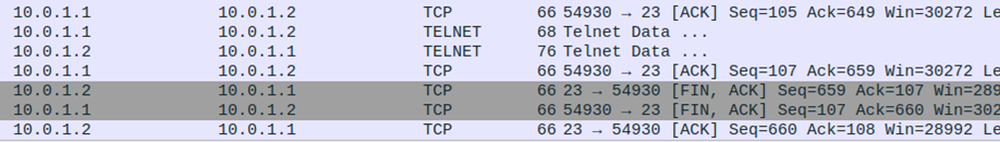 10.0.1.1 10.0.1.2 TCP 66 54930 → 23 [ACK] Seq=105 Ack=649 Win=30272 Le
10.0.1.1 10.0.1.2 TELNET 68 Telnet Data ...
10.0.1.2 10.0.1.1 TELNET 76 Telnet Data ...
10.0.1.1 10.0.1.2 TCP 66 54930 → 23 [ACK] Seq=107 Ack=659 Win=30272 Le
10.0.1.2 10.0.1.1 TCP 66 23 → 54930 [FIN, ACK] Seq=659 Ack=107 Win=289
10.0.1.1 10.0.1.2 TCP 66 54930 → 23 [FIN, ACK] Seq=107 Ack=660 Win=302
10.0.1.2 10.0.1.1 TCP 66 23 → 54930 [ACK] Seq=660 Ack=108 Win=28992 Le